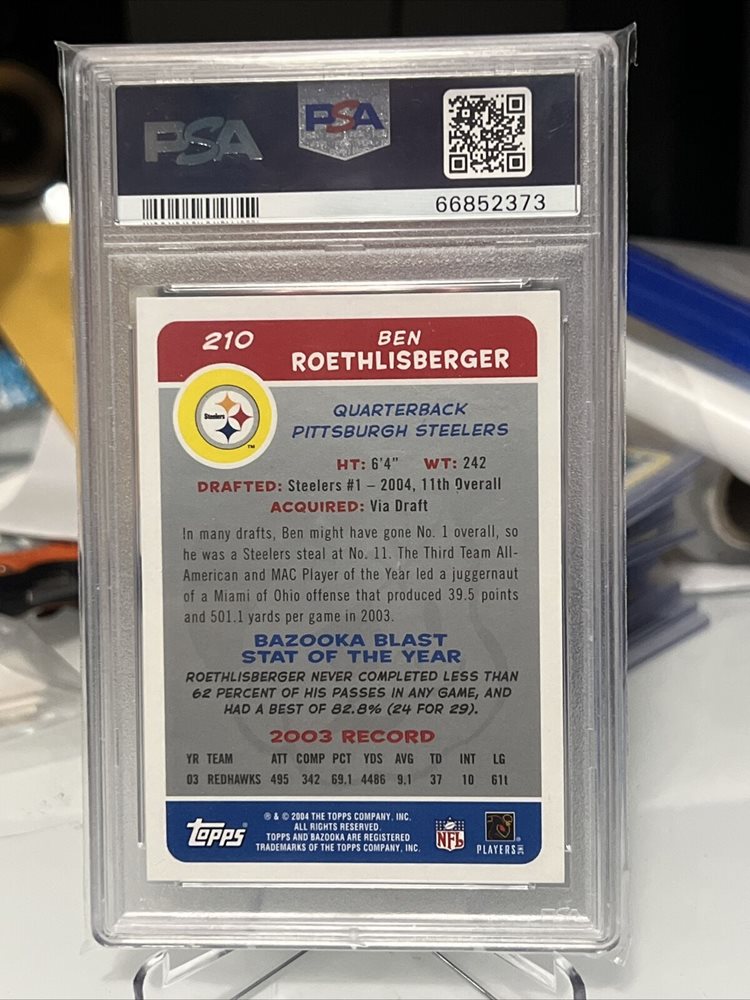 PSA PSA
66852373
210 BEN
ROETHLISBERGER
Steelers
TM
QUARTERBACK
PITTSBURGH STEELERS
HT: 6'4" WT: 242
DRAFTED: Steelers #1 – 2004, 11th Overall
ACQUIRED: Via Draft
In many drafts, Ben might have gone No. 1 overall, so
he was a Steelers steal at No. 11. The Third Team All-
American and MAC Player of the Year led a juggernaut
of a Miami of Ohio offense that produced 39.5 points
and 501.1 yards per game in 2003.
BAZOOKA BLAST
STAT OF THE YEAR
ROETHLISBERGER NEVER COMPLETED LESS THAN
62 PERCENT OF HIS PASSES IN ANY GAME, AND
HAD A BEST OF 82.8% (24 FOR 29).
2003 RECORD
YR TEAM ATT COMP PCT YDS AVG TD INT LG
03 REDHAWKS 495 342 69.1 4486 9.1 37 10 61t
topps
® & © 2004 THE TOPPS COMPANY, INC.
ALL RIGHTS RESERVED.
TOPPS AND BAZOOKA ARE REGISTERED
TRADEMARKS OF THE TOPPS COMPANY, INC.
NFL
PLAYERS INC